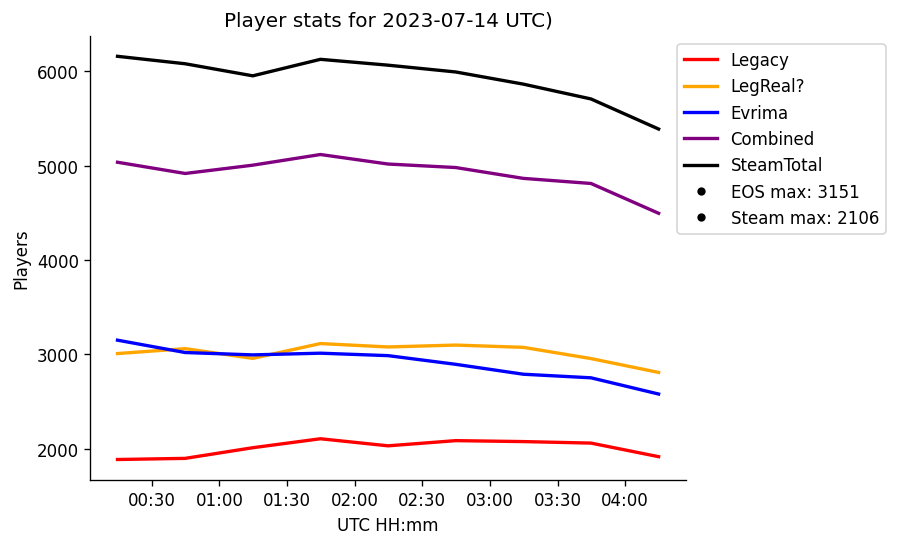 Player stats for 2023-07-14 UTC)
Legacy
LegReal?
Evrima
Combined
SteamTotal
EOS max: 3151
Steam max: 2106
Players
6000
5000
4000
3000
2000
00:30 01:00 01:30 02:00 02:30 03:00 03:30 04:00
UTC HH:mm